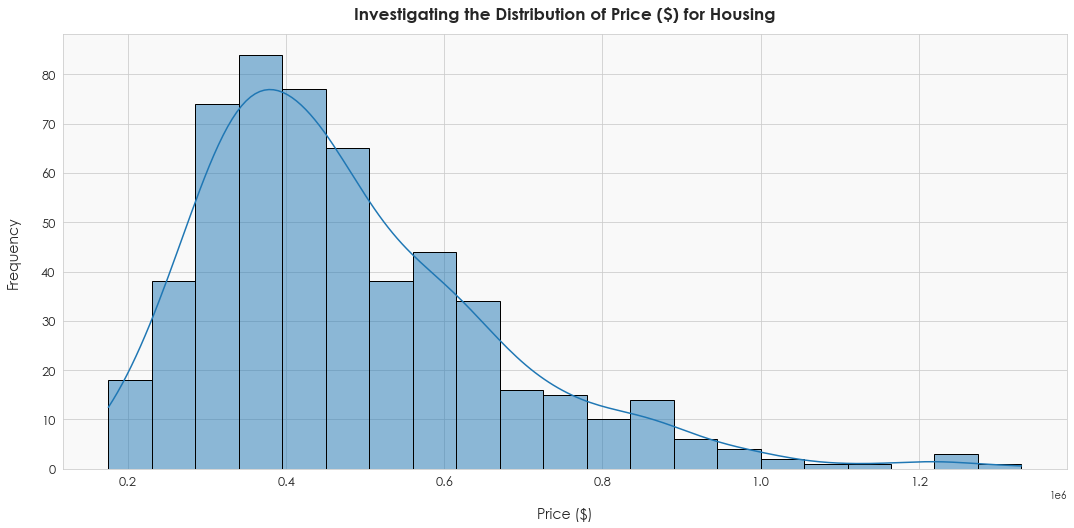 Investigating the Distribution of Price ($) for Housing
80
70
60
50
40
30
20
10
0
Frequency
0.2 0.4 0.6 0.8 1.0 1.2
1e6
Price ($)